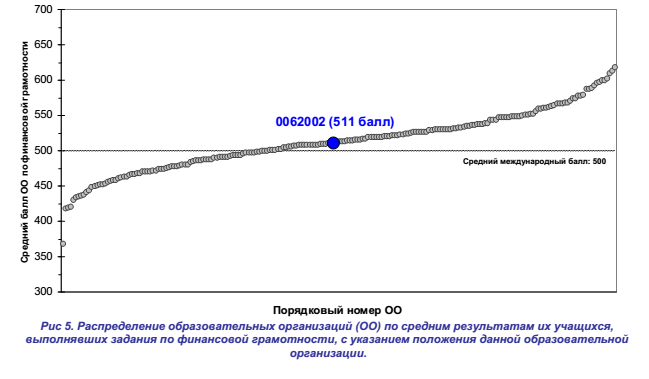 700
650
600
550
500
450
400
350
300
Средний балл ОО по финансовой грамотности
0062002 (511 балл)
Средний международный балл: 500
Порядковый номер ОО
Рис 5. Распределение образовательных организаций (ОО) по средним результатам их учащихся,
выполнявших задания по финансовой грамотности, с указанием положения данной образовательной
организации.